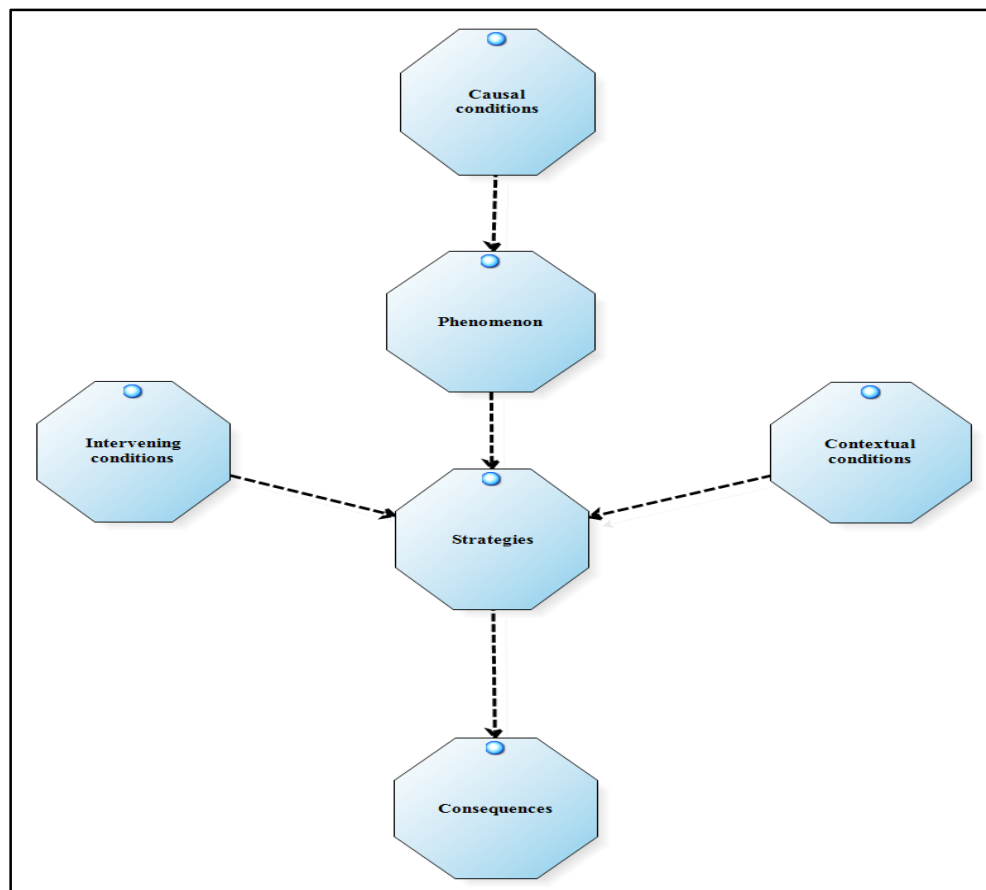 Causal
conditions
Phenomenon
Intervening
conditions
Contextual
conditions
Strategies
Consequences